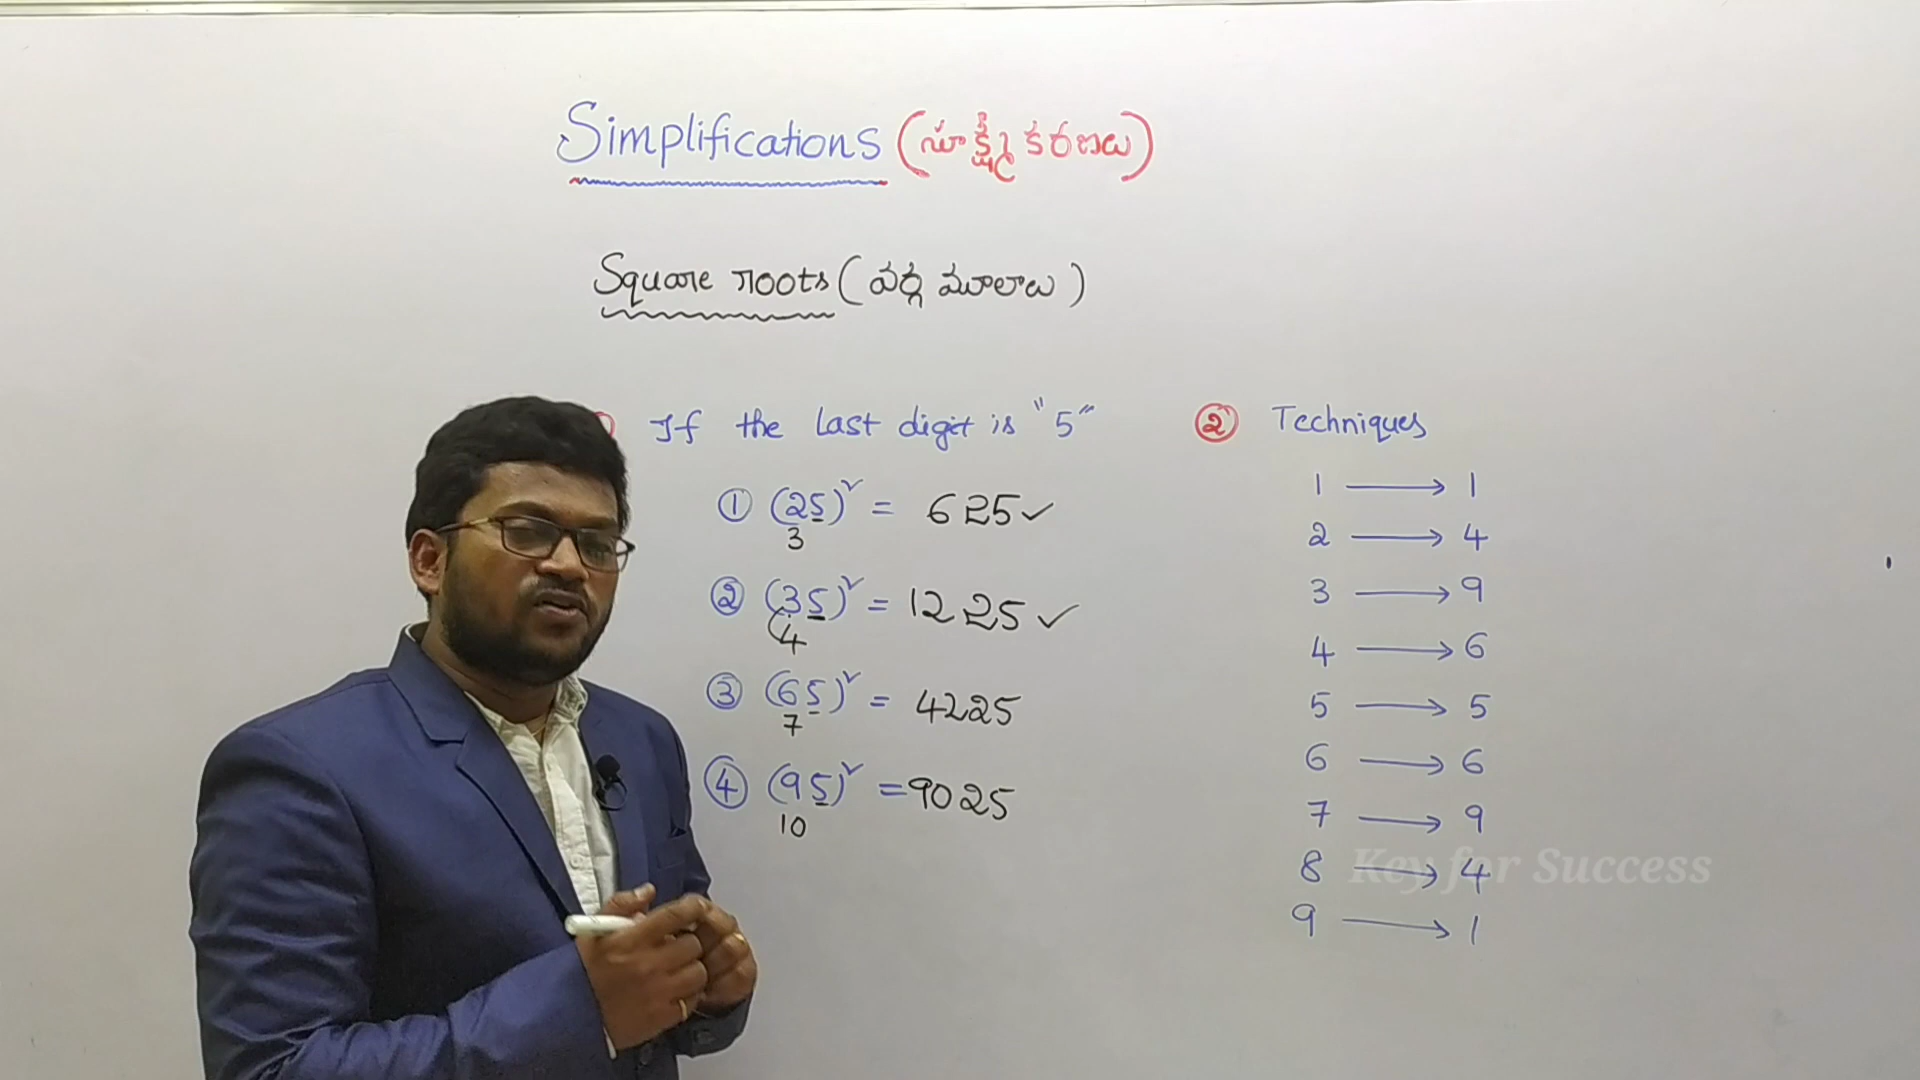 Simplifications (సూక్ష్మీకరణలు)
Square roots (వర్గ మూలాలు)
If the last digit is "5"
① (25)² = 625 ✓
3
② (35)² = 1225 ✓
4
③ (65)² = 4225
7
④ (95)² = 9025
10
② Techniques
1 → 1
2 → 4
3 → 9
4 → 6
5 → 5
6 → 6
7 → 9
8 → 4
9 → 1
Key for Success